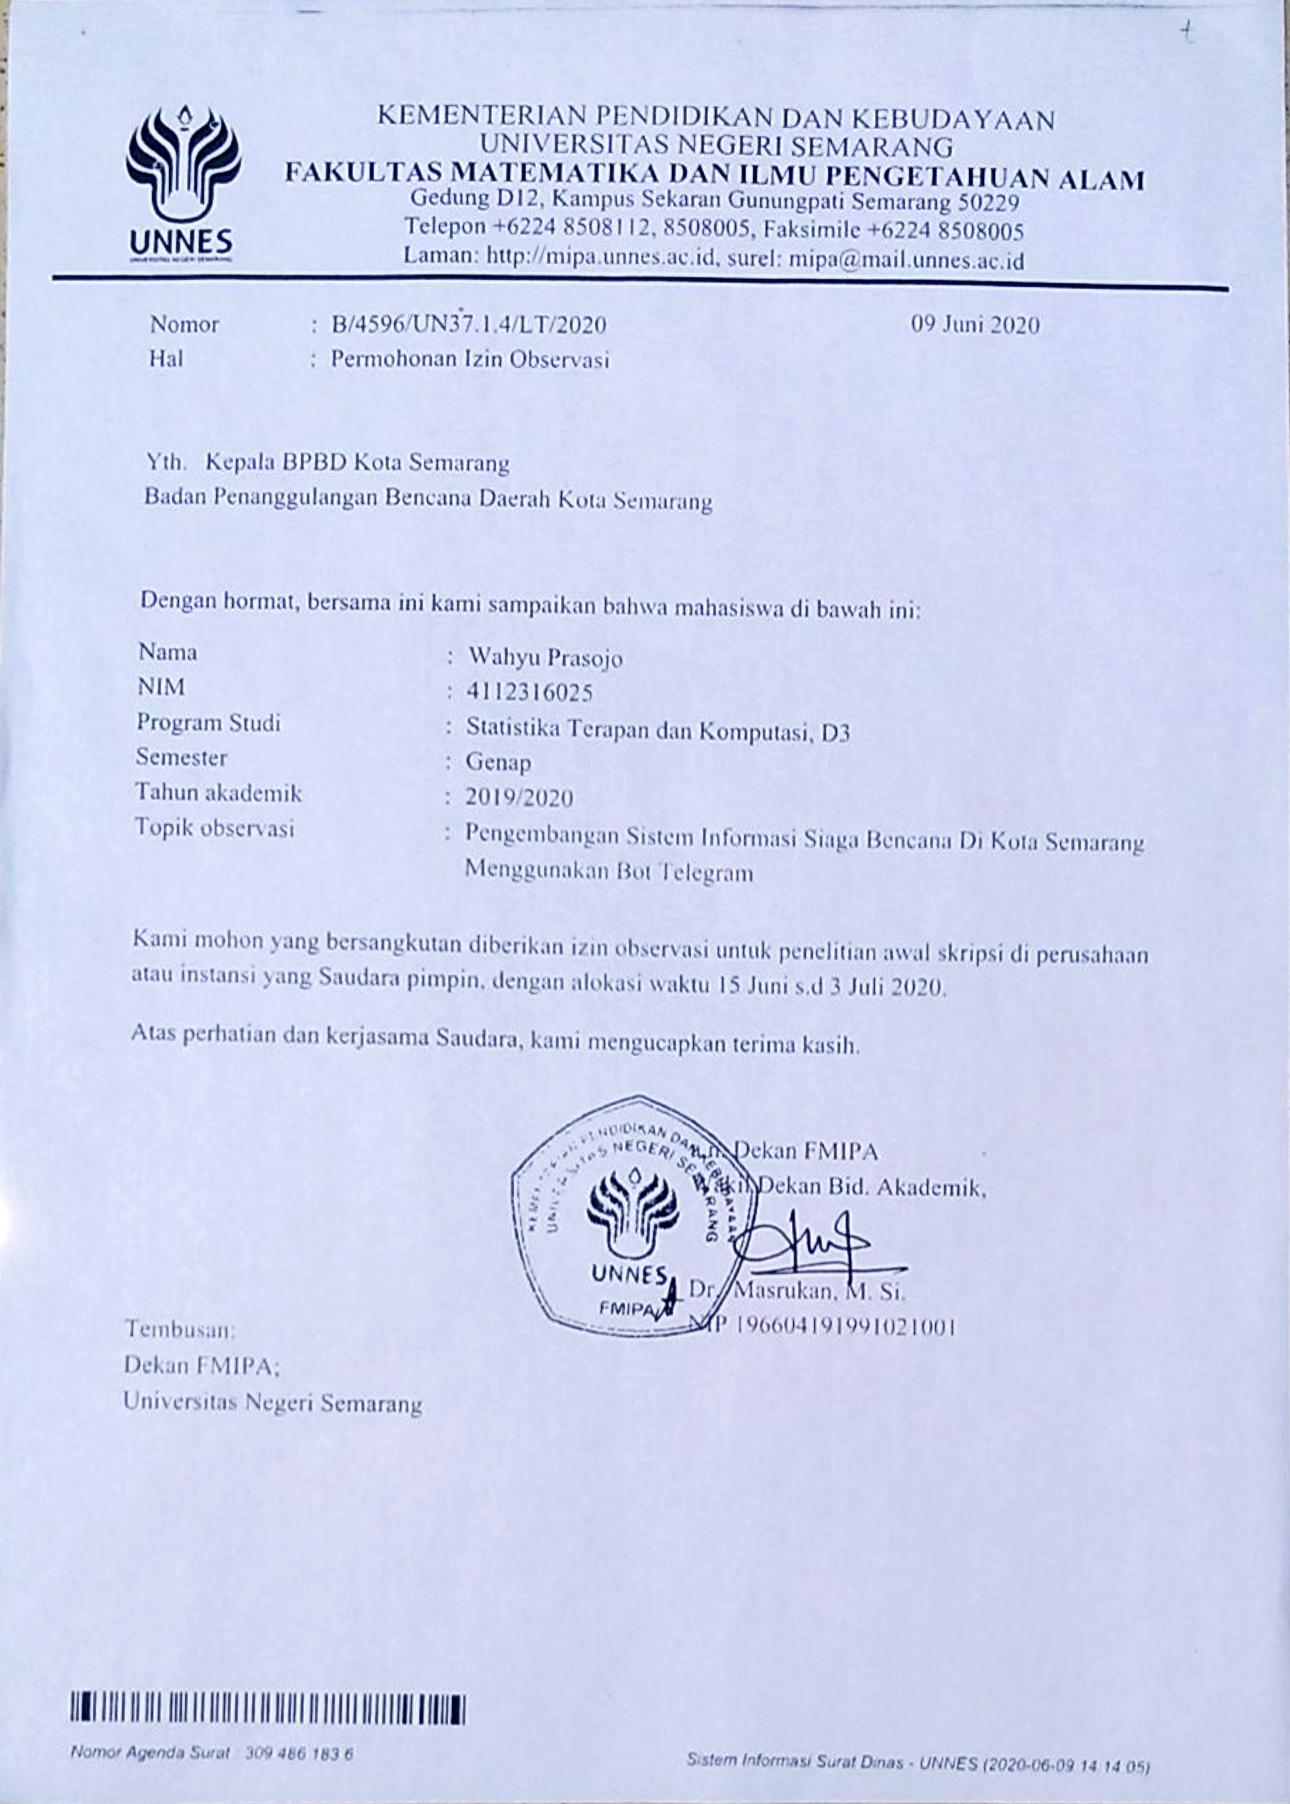 KEMENTERIAN PENDIDIKAN DAN KEBUDAYAAN
UNIVERSITAS NEGERI SEMARANG
FAKULTAS MATEMATIKA DAN ILMU PENGETAHUAN ALAM
Gedung D12, Kampus Sekaran Gunungpati Semarang 50229
Telepon +6224 8508112, 8508005, Faksimile +6224 8508005
Laman: http://mipa.unnes.ac.id, surel: mipa@mail.unnes.ac.id
UNNES
UNIVERSITAS NEGERI SEMARANG
Nomor : B/4596/UN37.1.4/LT/2020 09 Juni 2020
Hal : Permohonan Izin Observasi
Yth. Kepala BPBD Kota Semarang
Badan Penanggulangan Bencana Daerah Kota Semarang
Dengan hormat, bersama ini kami sampaikan bahwa mahasiswa di bawah ini:
Nama : Wahyu Prasojo
NIM : 4112316025
Program Studi : Statistika Terapan dan Komputasi, D3
Semester : Genap
Tahun akademik : 2019/2020
Topik observasi : Pengembangan Sistem Informasi Siaga Bencana Di Kota Semarang
Menggunakan Bot Telegram
Kami mohon yang bersangkutan diberikan izin observasi untuk penelitian awal skripsi di perusahaan
atau instansi yang Saudara pimpin, dengan alokasi waktu 15 Juni s.d 3 Juli 2020.
Atas perhatian dan kerjasama Saudara, kami mengucapkan terima kasih.
KEMENTERIAN PENDIDIKAN DAN KEBUDAYAAN
UNIVERSITAS NEGERI SEMARANG
UNNES
FMIPA
a.n. Dekan FMIPA
Wakil Dekan Bid. Akademik,
Dr. Masrukan, M. Si.
NIP 196604191991021001
Tembusan:
Dekan FMIPA;
Universitas Negeri Semarang
Nomor Agenda Surat : 309 486 183 6
Sistem Informasi Surat Dinas - UNNES (2020-06-09 14:14:05)